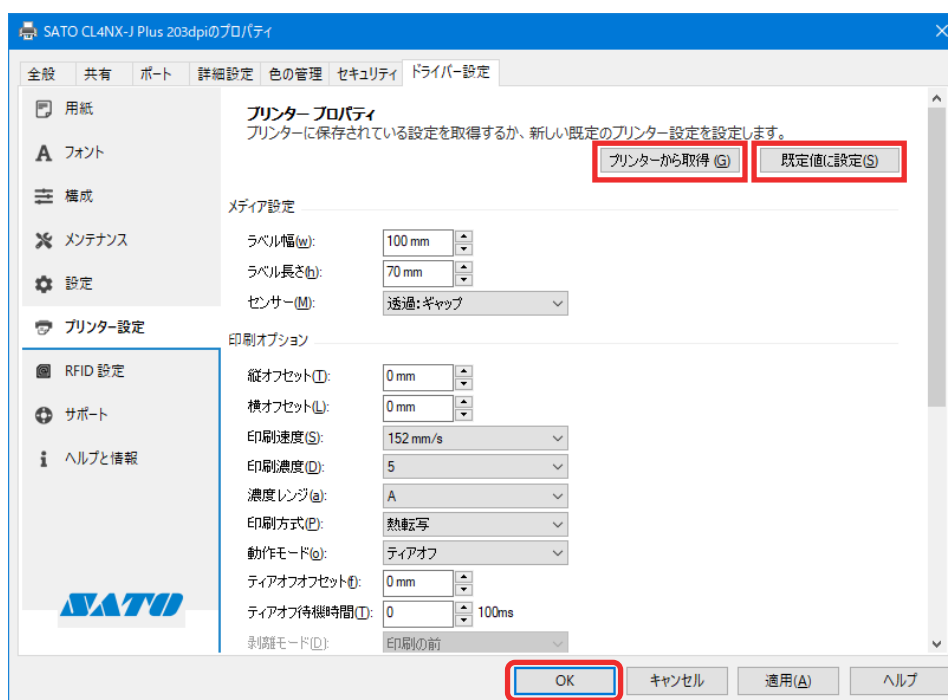 SATO CL4NX-J Plus 203dpiのプロパティ
全般 共有 ポート 詳細設定 色の管理 セキュリティ ドライバー設定
用紙
フォント
構成
メンテナンス
設定
プリンター設定
RFID 設定
サポート
ヘルプと情報
SATO
プリンター プロパティ
プリンターに保存されている設定を取得するか、新しい既定のプリンター設定を設定します。
プリンターから取得 (G) 既定値に設定(S)
メディア設定
ラベル幅(w): 100 mm
ラベル長さ(h): 70 mm
センサー(M): 透過:ギャップ
印刷オプション
縦オフセット(T): 0 mm
横オフセット(L): 0 mm
印刷速度(S): 152 mm/s
印刷濃度(D): 5
濃度レンジ(a): A
印刷方式(P): 熱転写
動作モード(o): ティアオフ
ティアオフオフセット(f): 0 mm
ティアオフ待機時間(T): 0 100ms
剥離モード(D): 印刷の前
OK キャンセル 適用(A) ヘルプ